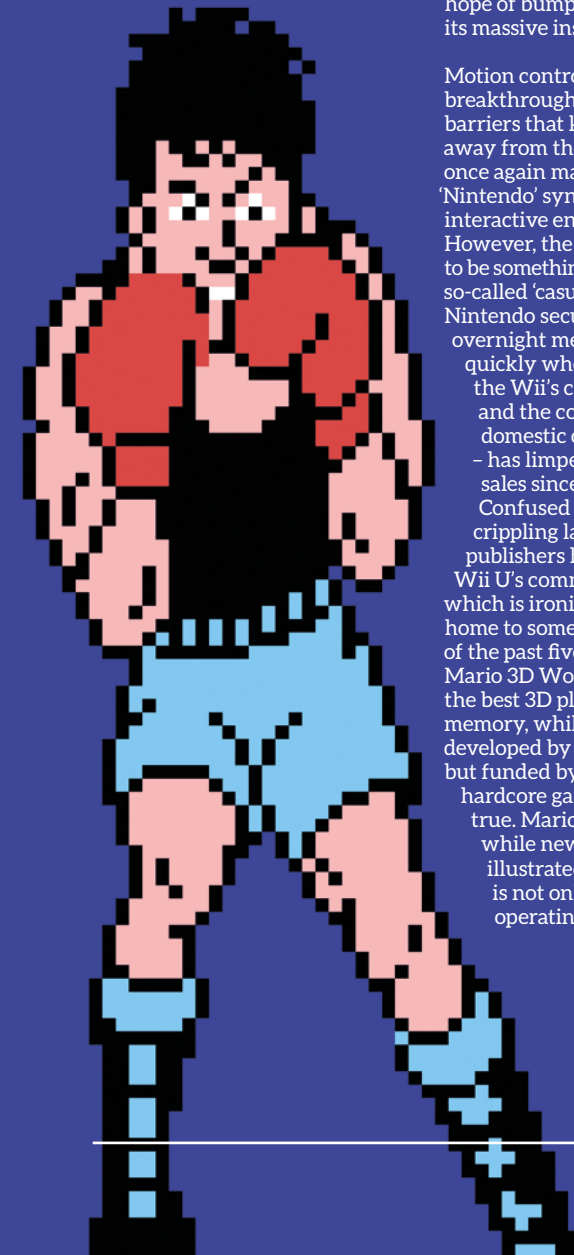 hope of bump
its massive ins
Motion contro
breakthrough
barriers that k
away from th
once again ma
‘Nintendo’ syn
interactive en
However, the
to be somethin
so-called ‘casu
Nintendo secu
overnight me
quickly whe
the Wii’s c
and the co
domestic c
– has limpe
sales since
Confused
crippling la
publishers l
Wii U’s comm
which is ironi
home to some
of the past five
Mario 3D Wo
the best 3D pl
memory, whil
developed by
but funded by
hardcore ga
true. Mario
while new
illustrate
is not on
operatin